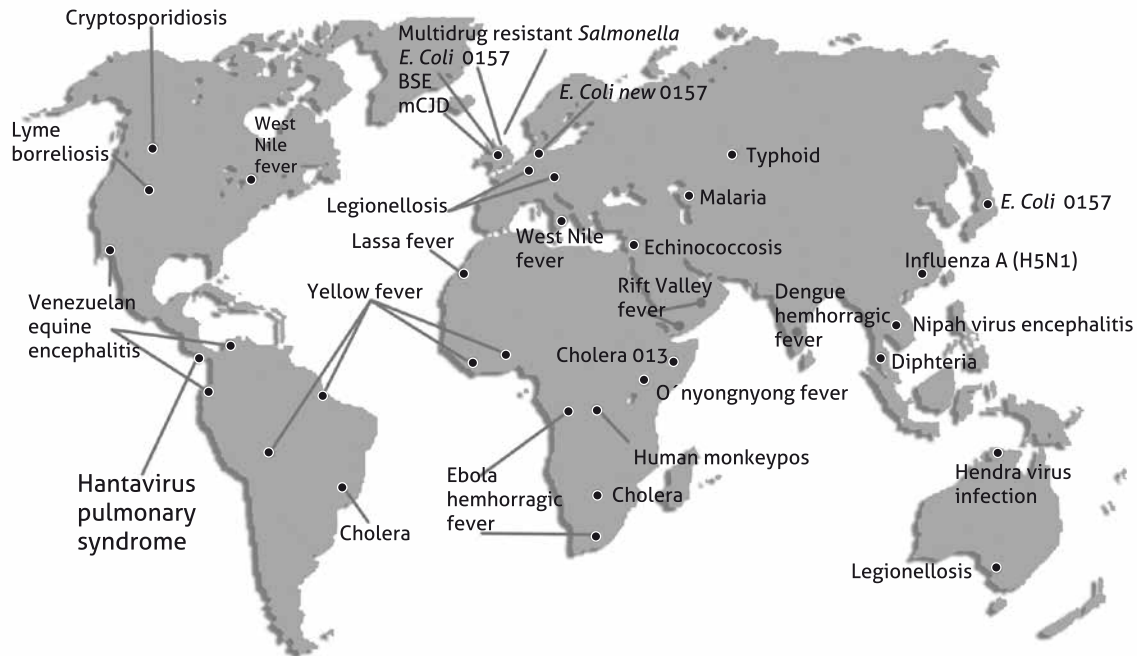 Cryptosporidiosis
Multidrug resistant Salmonella
E. Coli 0157
BSE
mCJD
E. Coli new 0157
Lyme
borreliosis
West
Nile
fever
Typhoid
Malaria
E. Coli 0157
Legionellosis
West Nile
fever
Lassa fever
Echinococcosis
Influenza A (H5N1)
Venezuelan
equine
encephalitis
Yellow fever
Rift Valley
fever
Dengue
hemhorragic
fever
Nipah virus encephalitis
Cholera 013
Diphteria
O´nyongnyong fever
Hantavirus
pulmonary
syndrome
Cholera
Ebola
hemhorragic
fever
Human monkeypos
Cholera
Hendra virus
infection
Legionellosis